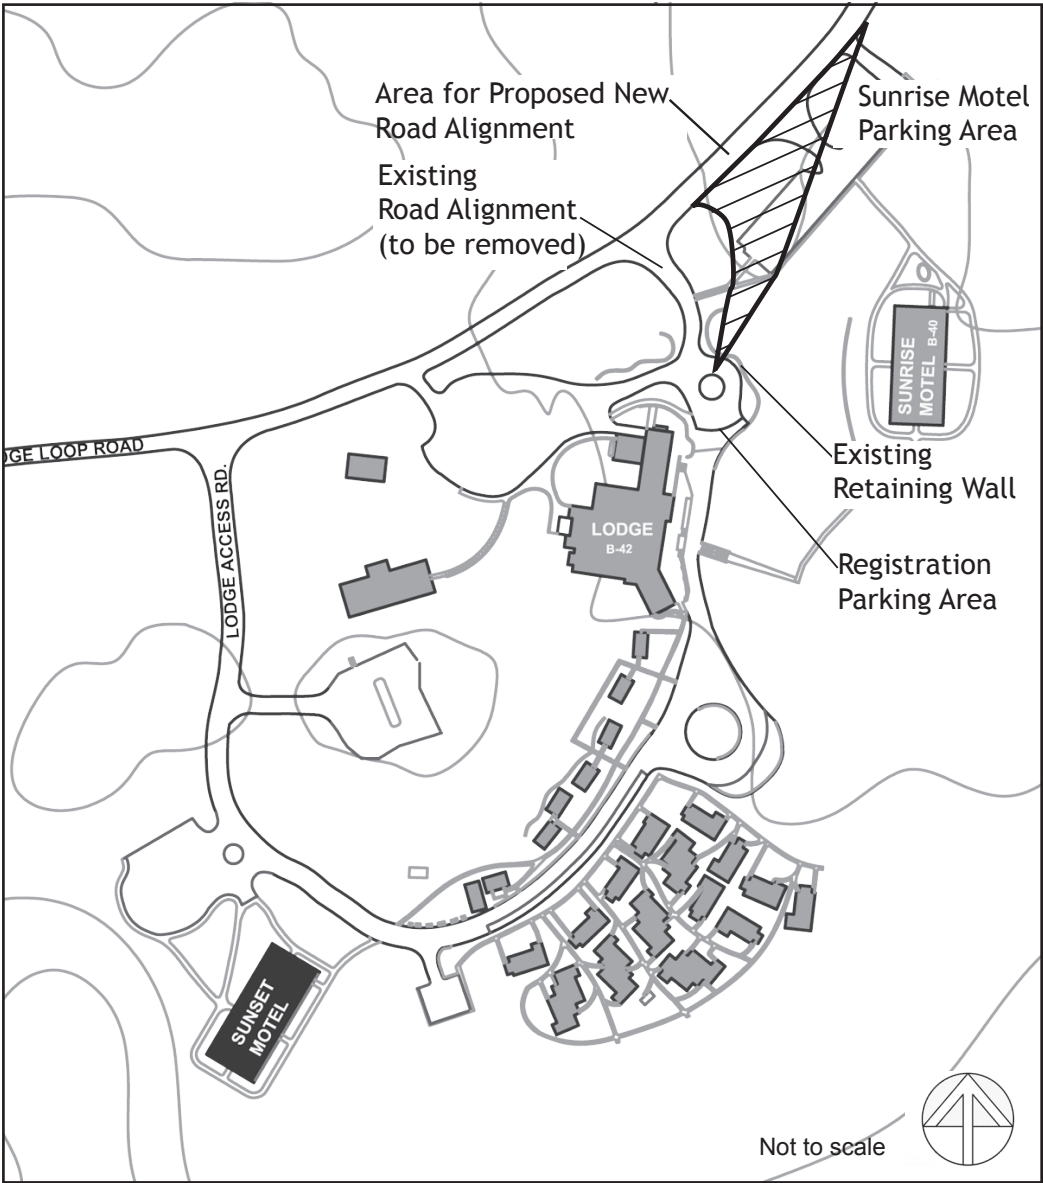 Area for Proposed New
Road Alignment
Sunrise Motel
Parking Area
Existing
Road Alignment
(to be removed)
SUNRISE
MOTEL B-40
DGE LOOP ROAD
LODGE ACCESS RD.
Existing
Retaining Wall
LODGE
B-42
Registration
Parking Area
SUNSET
MOTEL
Not to scale